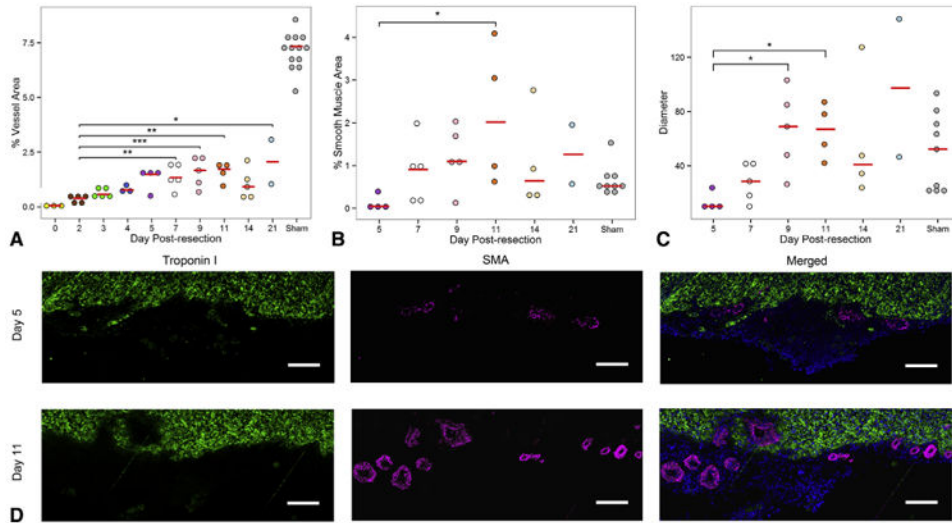 % Vessel Area
7.5
5.0
2.5
0.0
*
**
***
**
0 2 3 4 5 7 9 11 14 21 Sham
Day Post-resection
A
% Smooth Muscle Area
4
3
2
1
0
*
5 7 9 11 14 21 Sham
Day Post-resection
B
Diameter
120
80
40
*
*
5 7 9 11 14 21 Sham
Day Post-resection
C
Troponin I SMA Merged
Day 5
Day 11
D